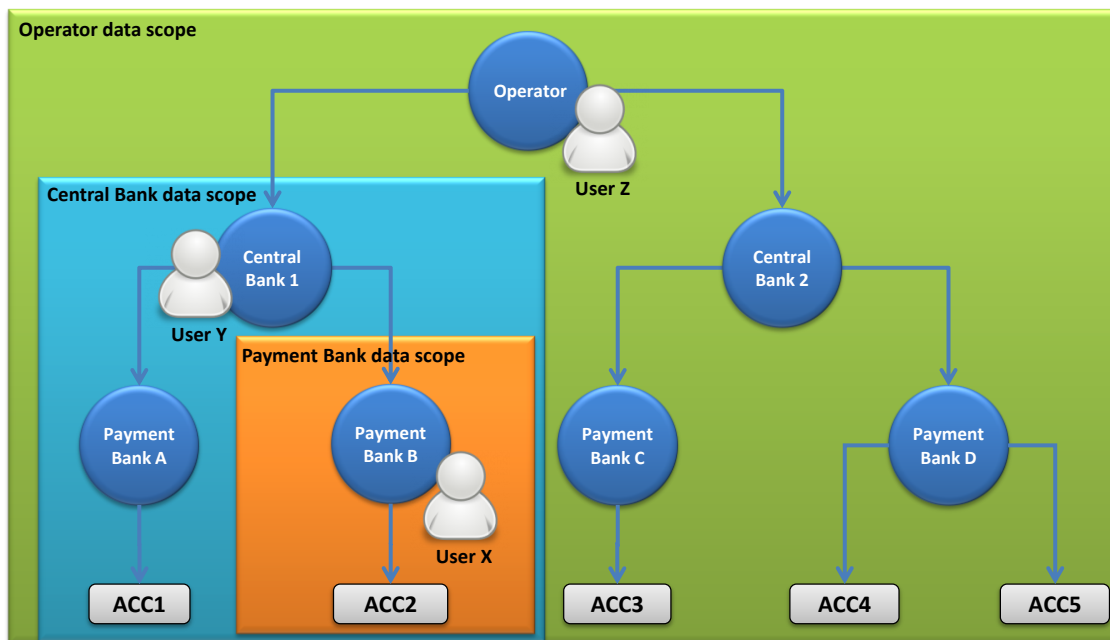 Operator data scope
Operator
User Z
Central Bank data scope
Central
Bank 1
Central
Bank 2
User Y
Payment Bank data scope
Payment
Bank A
Payment
Bank B
Payment
Bank C
Payment
Bank D
User X
ACC1
ACC2
ACC3
ACC4
ACC5